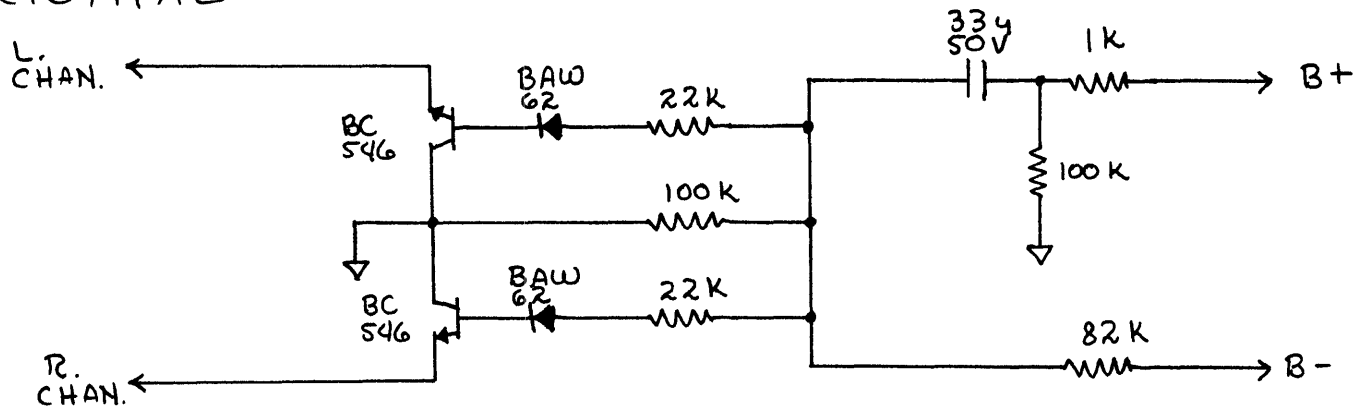 L.
CHAN.
BC
546
BAW
62
22K
33µ
50V
1K
B+
100K
100K
BC
546
BAW
62
22K
82K
B-
R.
CHAN.